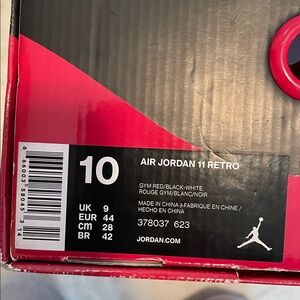 10
AIR JORDAN 11 RETRO
GYM RED/BLACK-WHITE
ROUGE GYM/BLANC/NOIR
UK 9
EUR 44
cm 28
BR 42
MADE IN CHINA / FABRIQUE EN CHINE /
HECHO EN CHINA
378037 623
JORDAN.COM